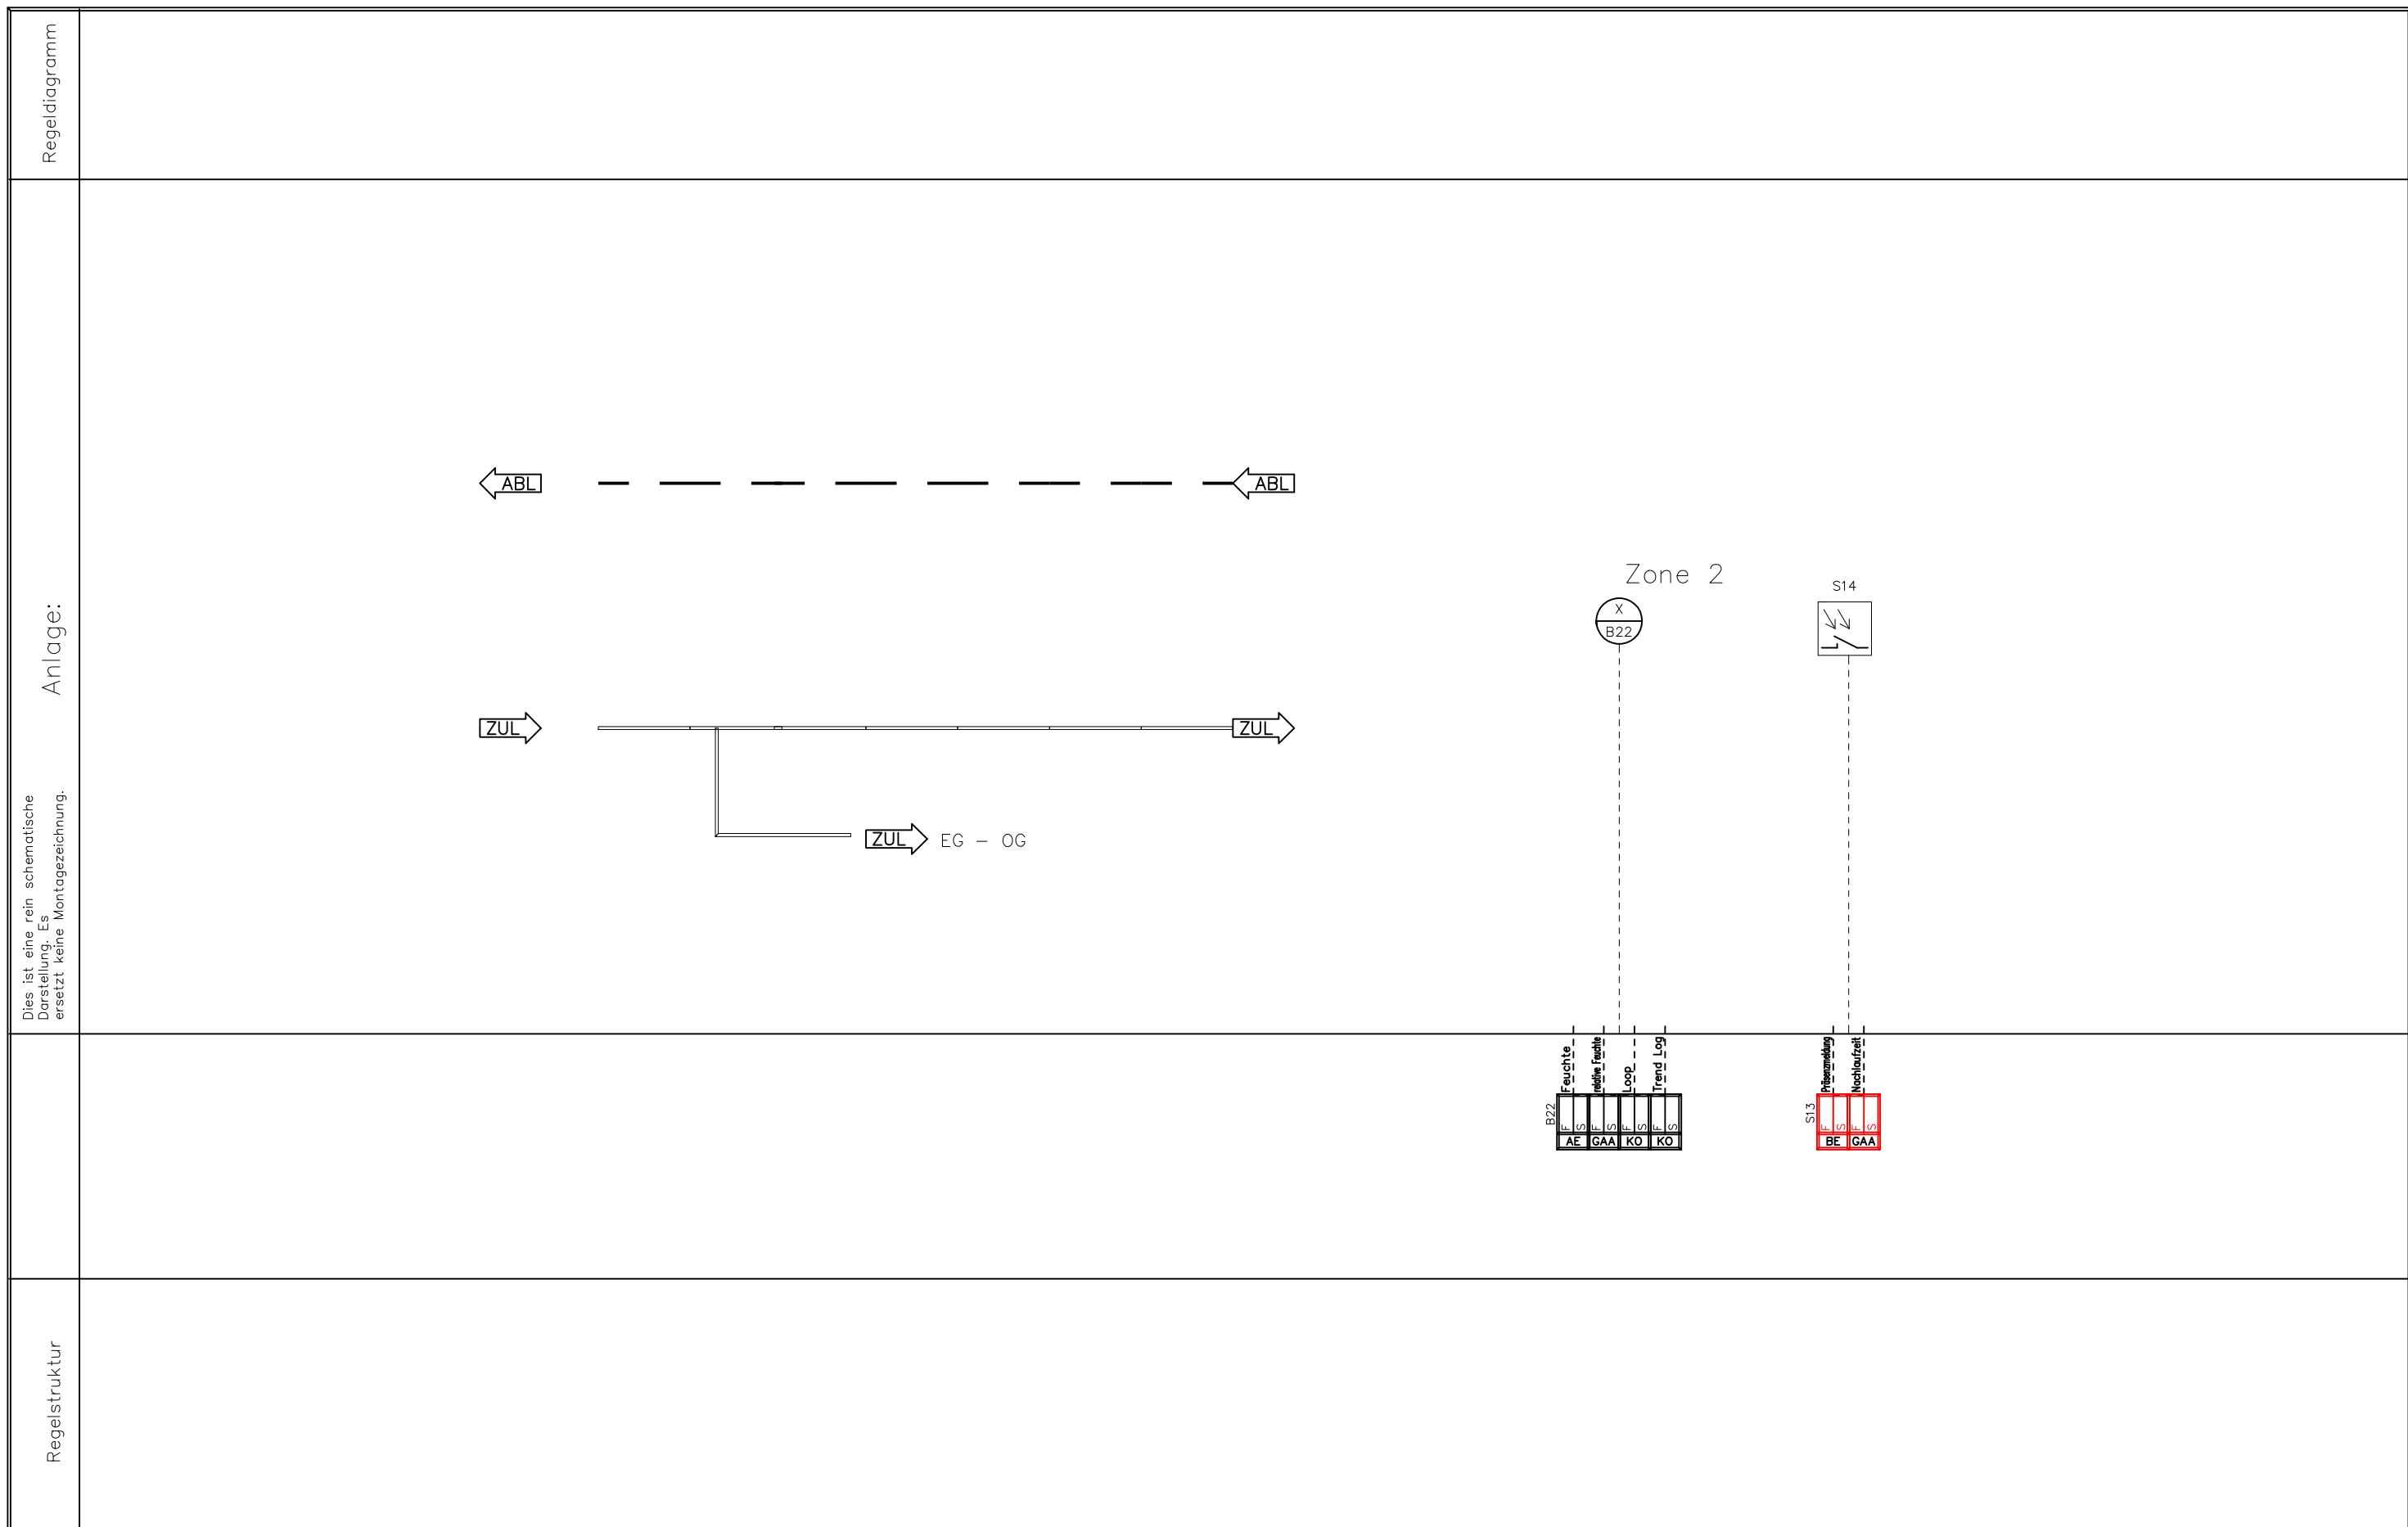 Regeldiagramm
ABL
ABL
Zone 2
S14
X
B22
Anlage:
ZUL
ZUL
ZUL
EG - OG
Dies ist eine rein schematische
Darstellung. Es
ersetzt keine Montagezeichnung.
Feuchte
relative Feuchte
Loop
Trend Log
Präsenzmeldung
Nachlaufzeit
B22
F S F S F S F S
AE GAA KO KO
S13
F S F S
BE GAA
Regelstruktur